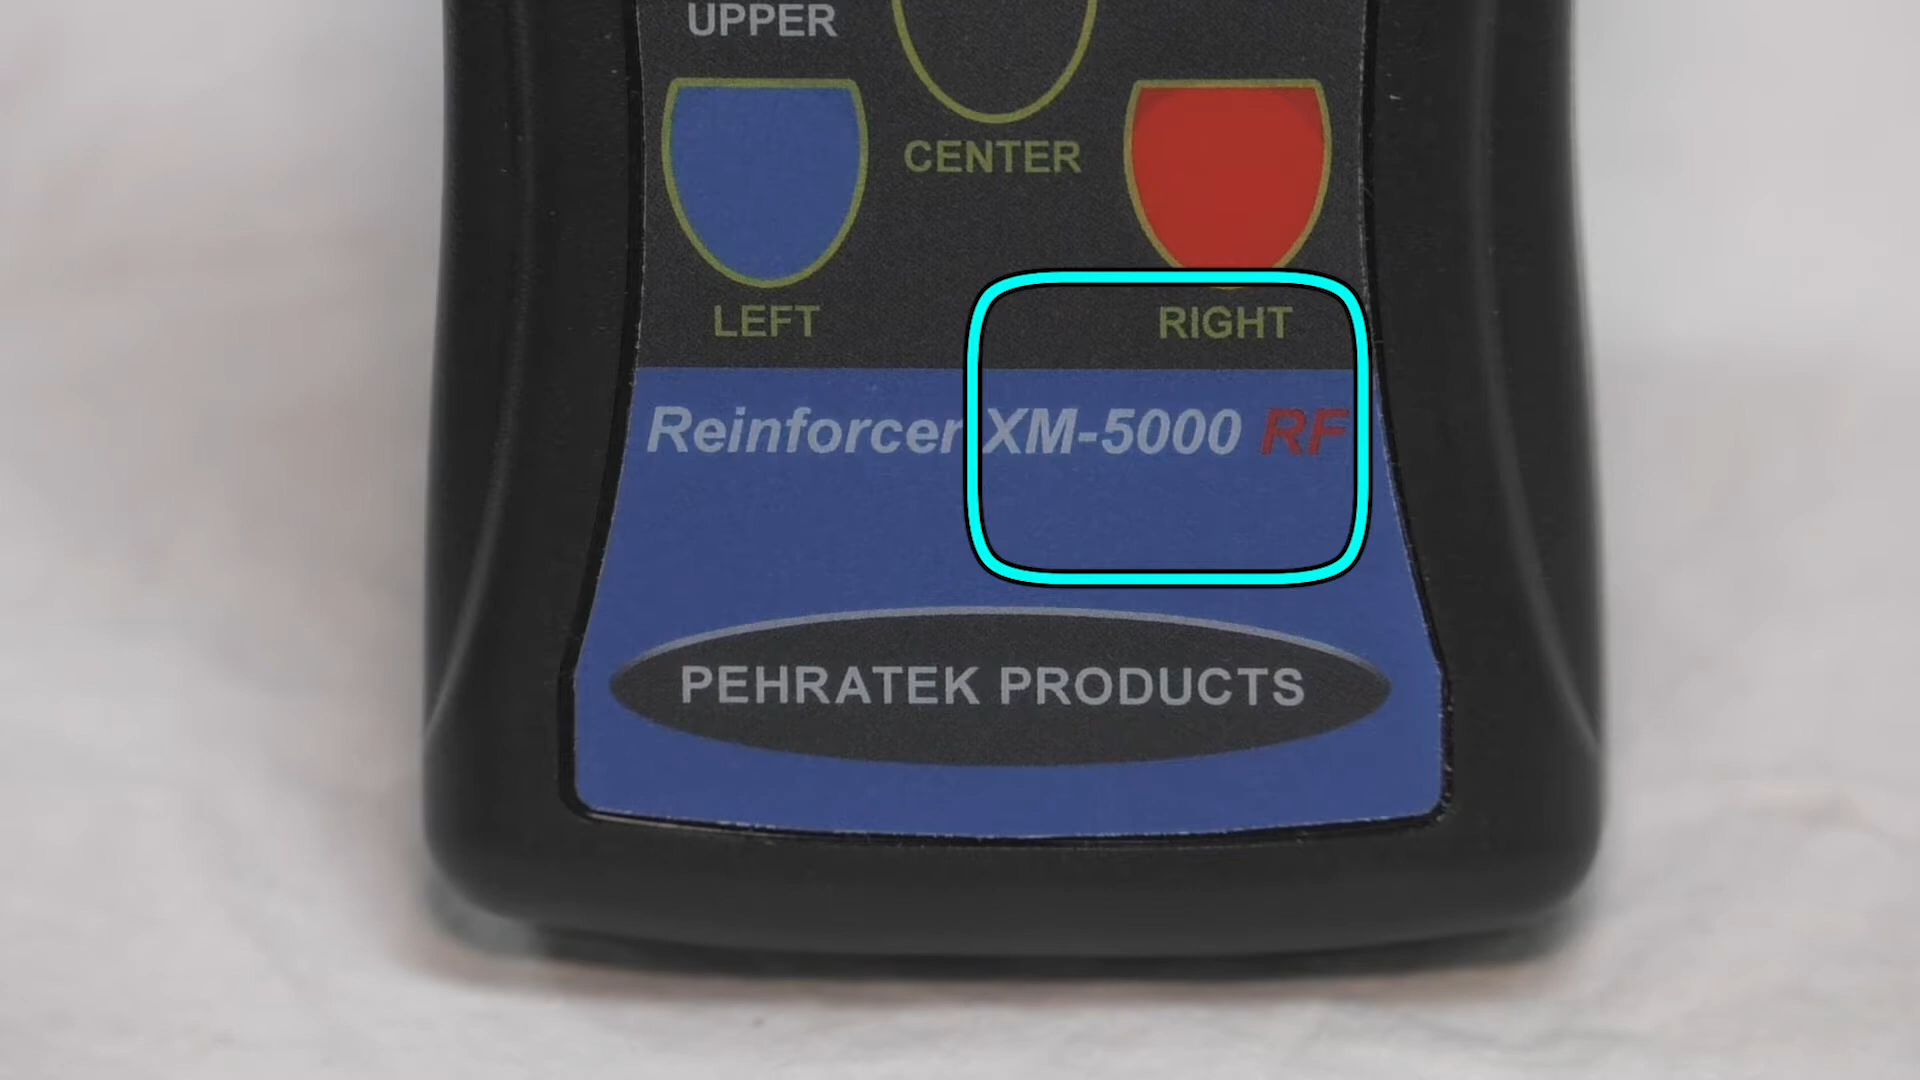 UPPER
CENTER
LEFT RIGHT
Reinforcer XM-5000 RF
PEHRATEK PRODUCTS